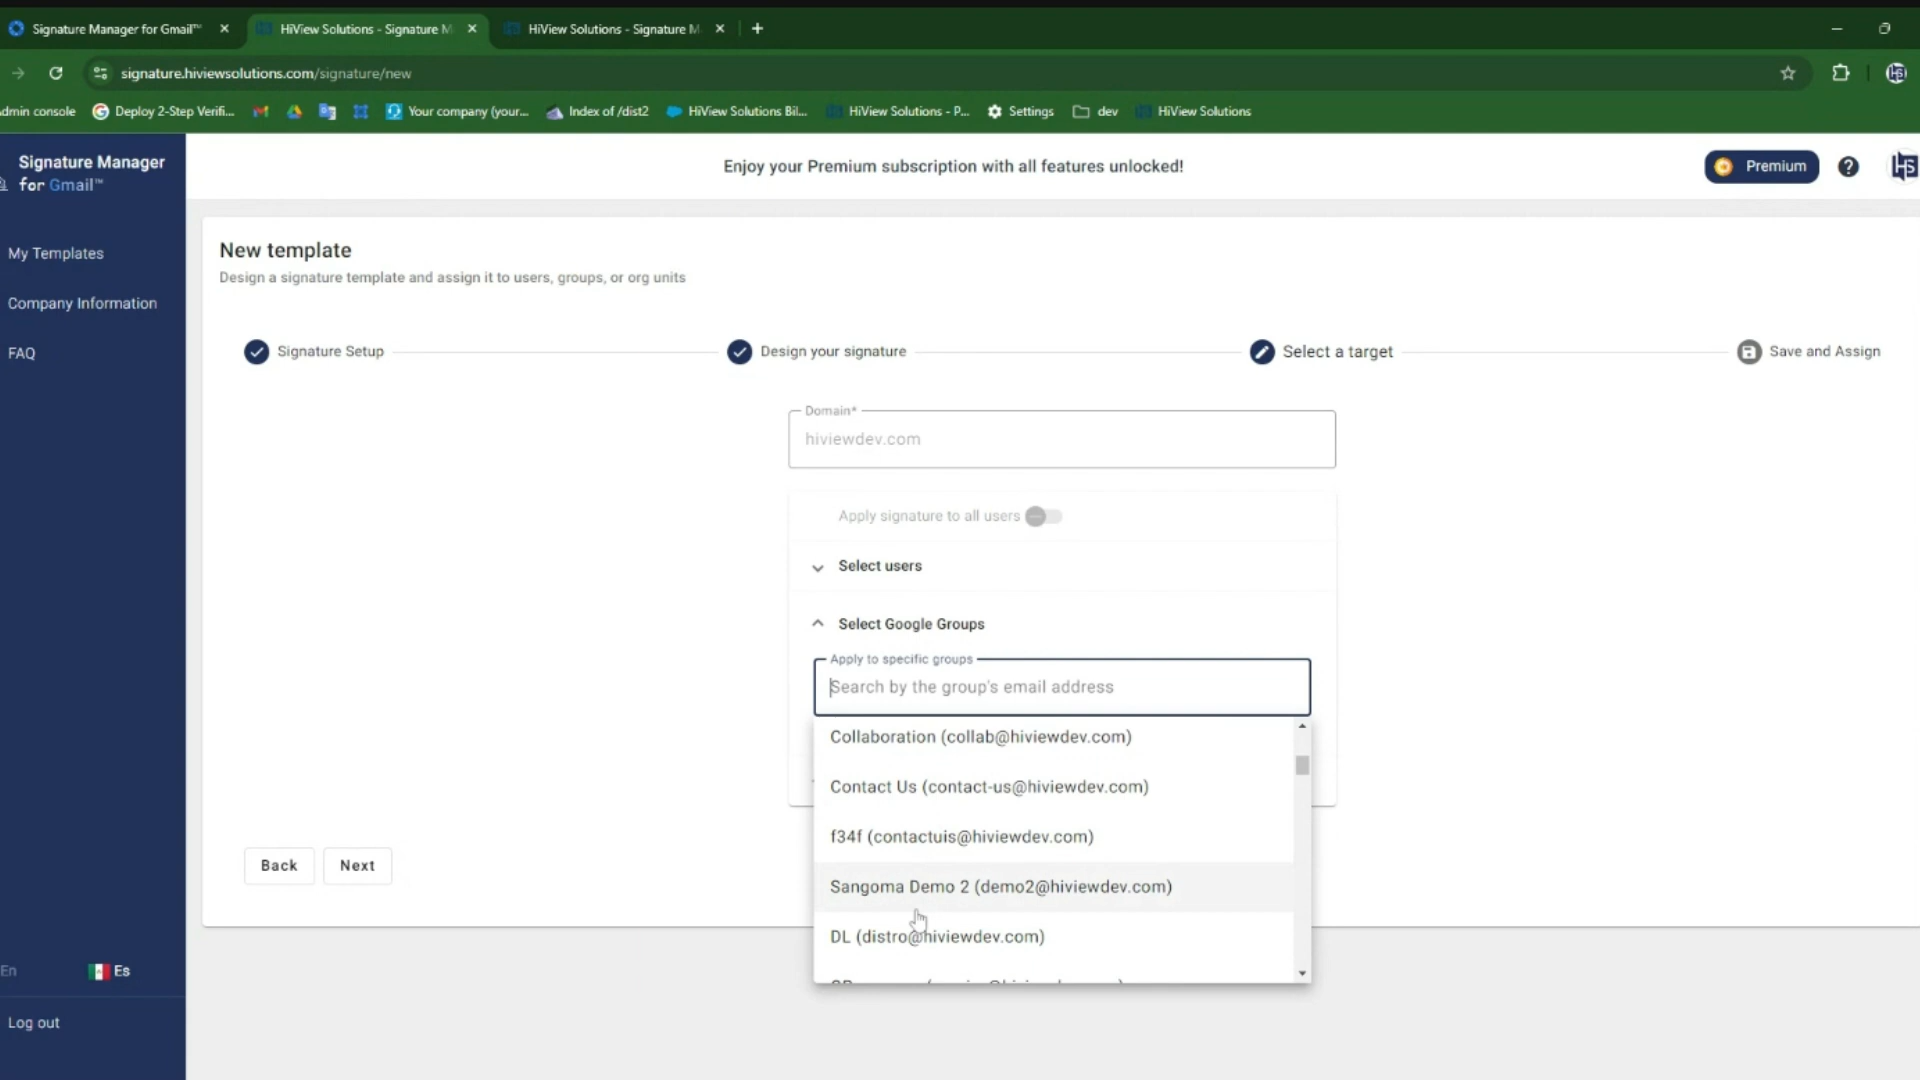 Signature Manager for Gmail™
HiView Solutions - Signature M
HiView Solutions - Signature M
signature.hiviewsolutions.com/signature/new
dmin console
Deploy 2-Step Verifi...
Your company (your...
Index of /dist2
HiView Solutions Bil...
HiView Solutions - P...
Settings
dev
HiView Solutions
Signature Manager
for Gmail™
Enjoy your Premium subscription with all features unlocked!
Premium
?
HS
My Templates
Company Information
FAQ
New template
Design a signature template and assign it to users, groups, or org units
Signature Setup
Design your signature
Select a target
Save and Assign
Domain*
hiviewdev.com
Apply signature to all users
Select users
Select Google Groups
Apply to specific groups
Search by the group's email address
Collaboration (collab@hiviewdev.com)
Contact Us (contact-us@hiviewdev.com)
f34f (contactuis@hiviewdev.com)
Sangoma Demo 2 (demo2@hiviewdev.com)
DL (distro@hiviewdev.com)
Back
Next
En
Es
Log out